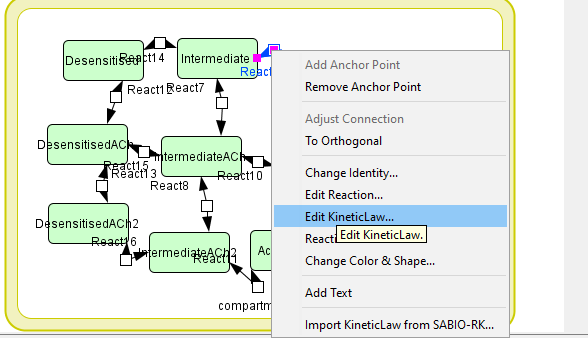 Desensitised
React14
Intermediate
React
React12
React7
DesensitisedACh
React15
React13
IntermediateACh
React10
React8
DesensitisedACh2
React16
IntermediateACh2
React1
Ac
compartm
Add Anchor Point
Remove Anchor Point
Adjust Connection
To Orthogonal
Change Identity...
Edit Reaction...
Edit KineticLaw...
Reacti
Edit KineticLaw.
Change Color & Shape...
Add Text
Import KineticLaw from SABIO-RK...